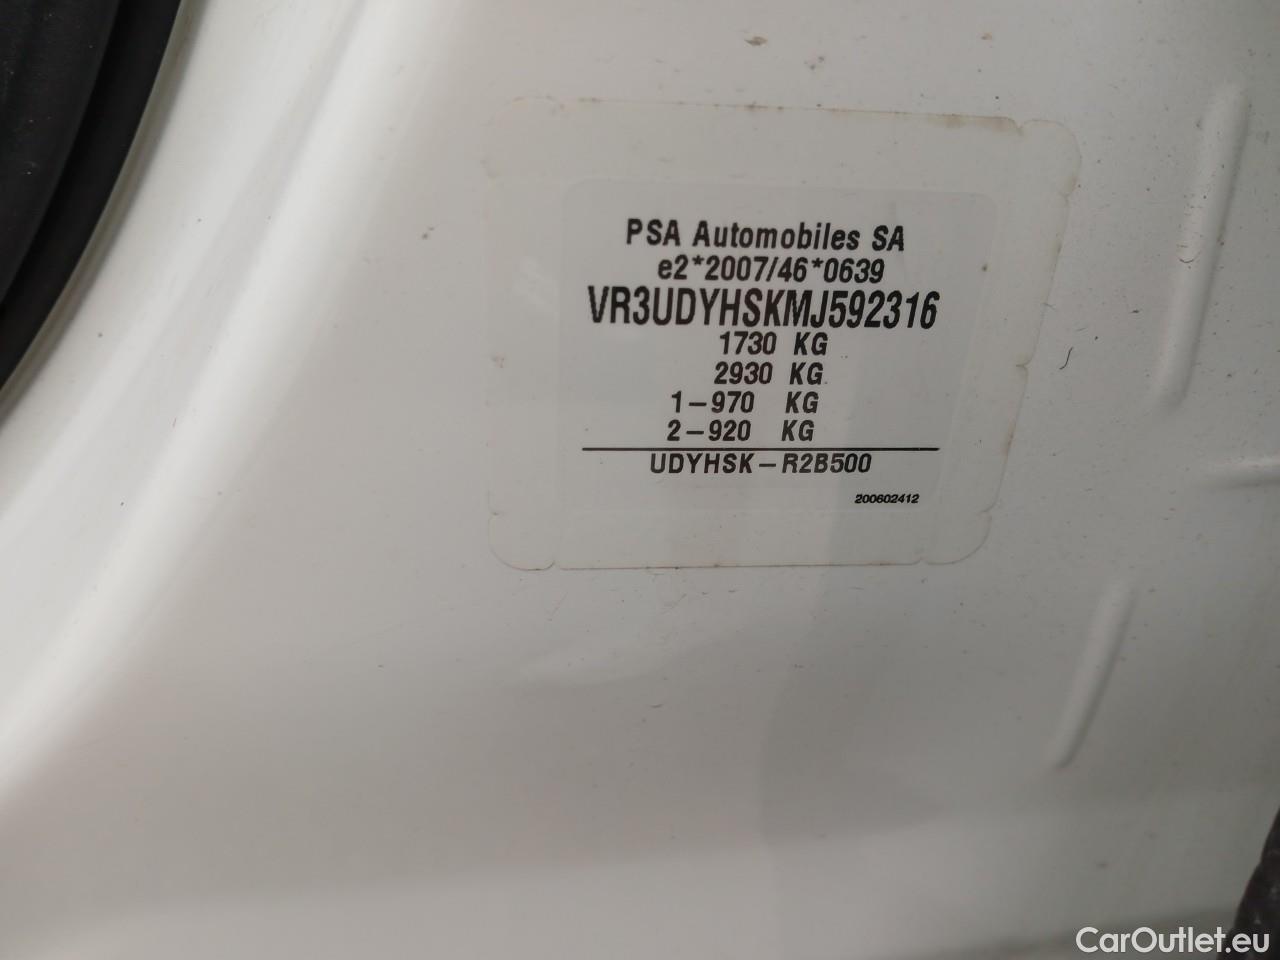 PSA Automobiles SA
e2*2007/46*0639
VR3UDYHSKMJ592316
1730 KG
2930 KG
1-970 KG
2-920 KG
UDYHSK-R2B500
200602412
CarOutlet.eu